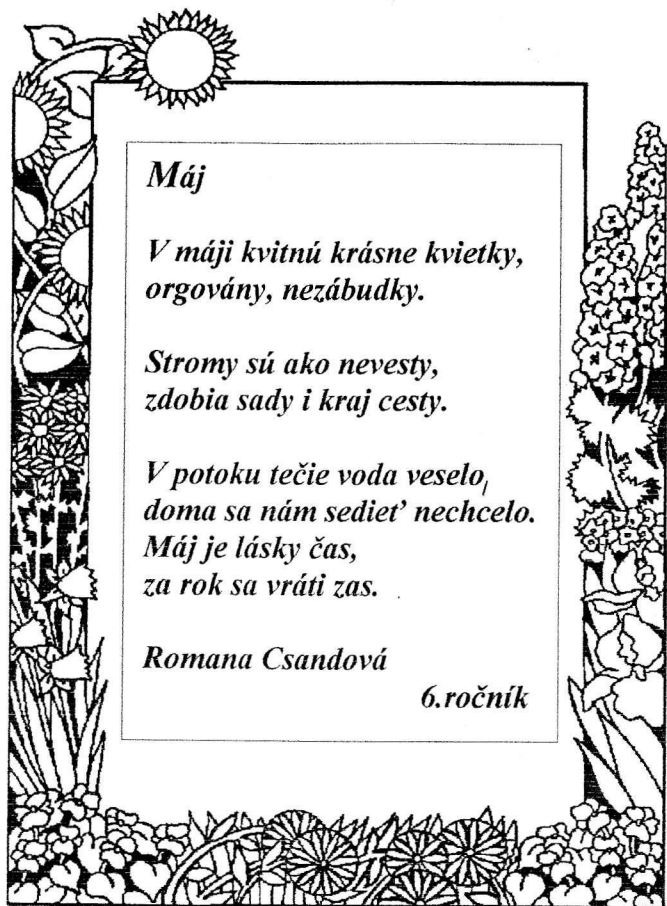 Máj
V máji kvitnú krásne kvietky,
orgovány, nezábudky.
Stromy sú ako nevesty,
zdobia sady i kraj cesty.
V potoku tečie voda veselo,
doma sa nám sedieť nechcelo.
Máj je lásky čas,
za rok sa vráti zas.
Romana Csandová
6.ročník